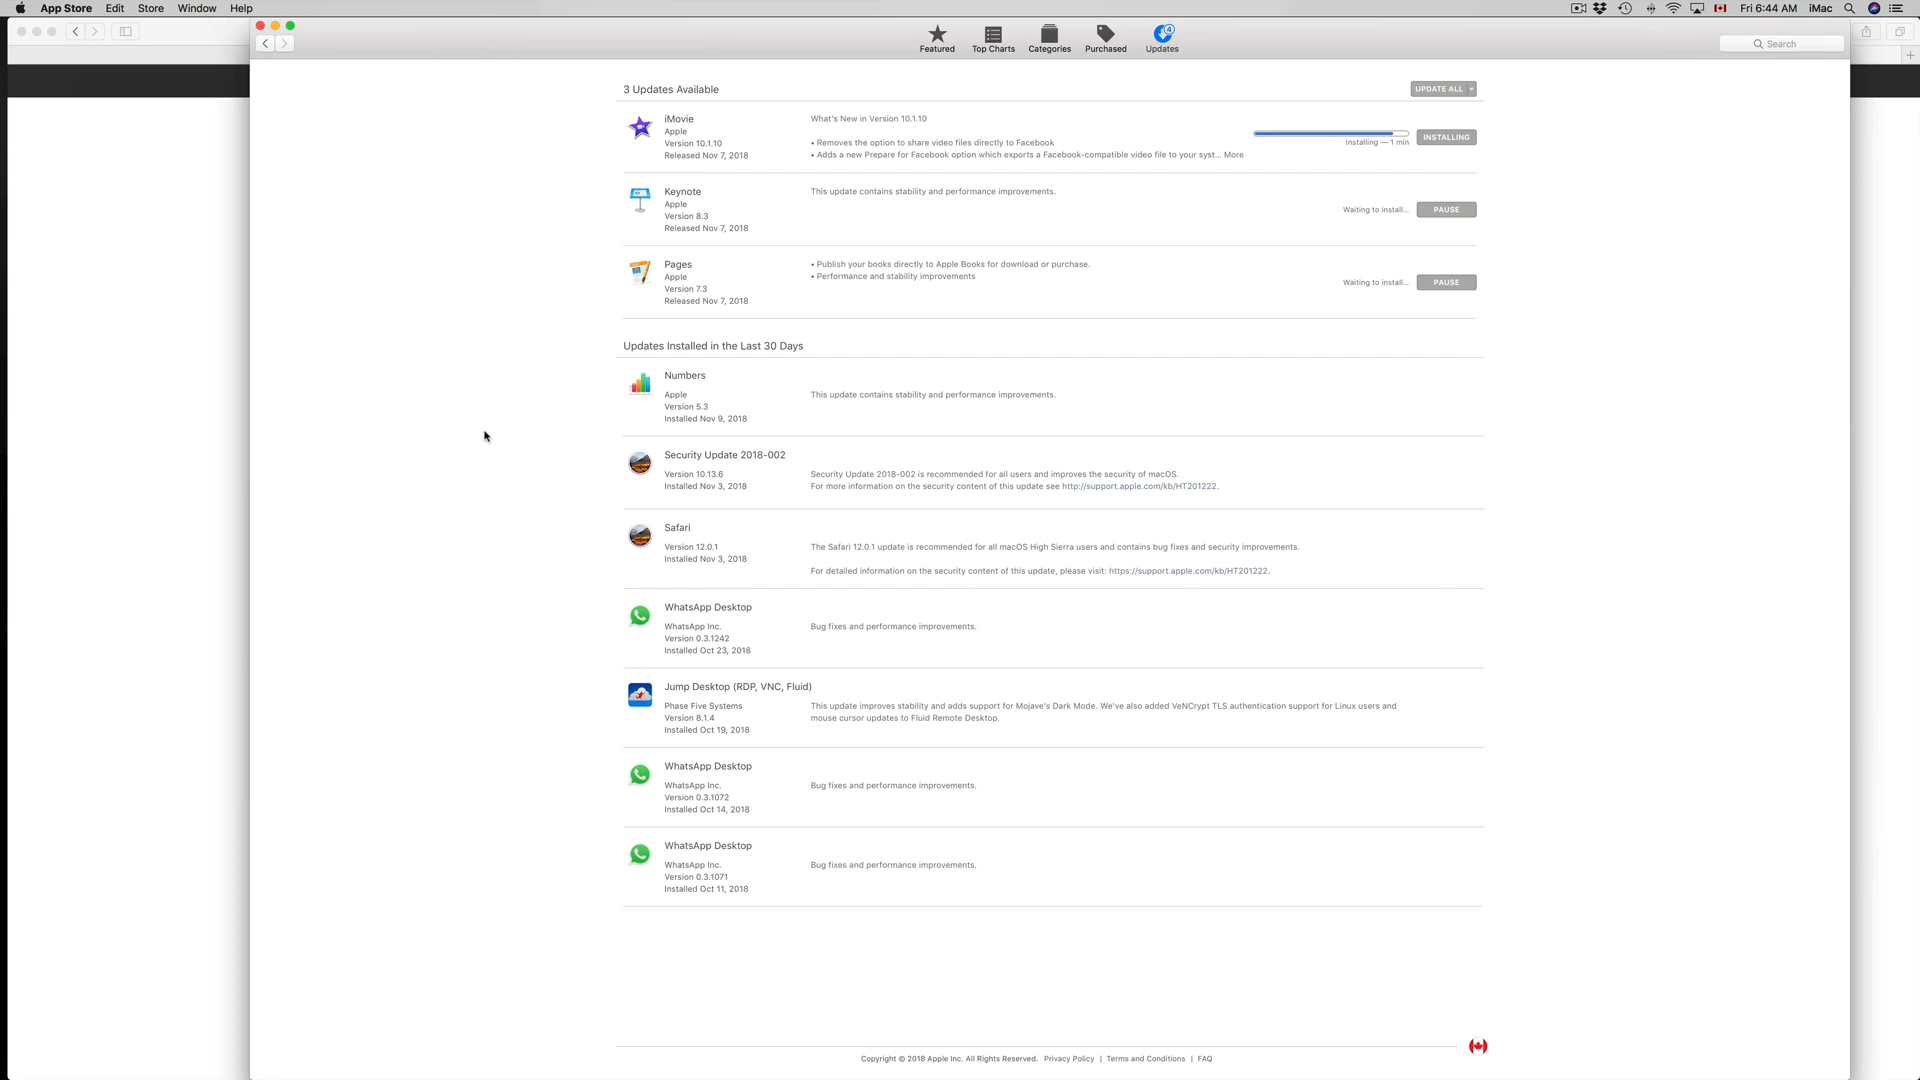 App Store Edit Store Window Help
Fri 6:44 AM iMac
Featured Top Charts Categories Purchased Updates
4
Search
3 Updates Available
UPDATE ALL
iMovie
Apple
Version 10.1.10
Released Nov 7, 2018
What's New in Version 10.1.10
• Removes the option to share video files directly to Facebook
• Adds a new Prepare for Facebook option which exports a Facebook-compatible video file to your syst... More
Installing — 1 min
INSTALLING
Keynote
Apple
Version 8.3
Released Nov 7, 2018
This update contains stability and performance improvements.
Waiting to install...
PAUSE
Pages
Apple
Version 7.3
Released Nov 7, 2018
• Publish your books directly to Apple Books for download or purchase.
• Performance and stability improvements
Waiting to install...
PAUSE
Updates Installed in the Last 30 Days
Numbers
Apple
Version 5.3
Installed Nov 9, 2018
This update contains stability and performance improvements.
Security Update 2018-002
Version 10.13.6
Installed Nov 3, 2018
Security Update 2018-002 is recommended for all users and improves the security of macOS.
For more information on the security content of this update see http://support.apple.com/kb/HT201222.
Safari
Version 12.0.1
Installed Nov 3, 2018
The Safari 12.0.1 update is recommended for all macOS High Sierra users and contains bug fixes and security improvements.
For detailed information on the security content of this update, please visit: https://support.apple.com/kb/HT201222.
WhatsApp Desktop
WhatsApp Inc.
Version 0.3.1242
Installed Oct 23, 2018
Bug fixes and performance improvements.
Jump Desktop (RDP, VNC, Fluid)
Phase Five Systems
Version 8.1.4
Installed Oct 19, 2018
This update improves stability and adds support for Mojave's Dark Mode. We've also added VeNCrypt TLS authentication support for Linux users and
mouse cursor updates to Fluid Remote Desktop.
WhatsApp Desktop
WhatsApp Inc.
Version 0.3.1072
Installed Oct 14, 2018
Bug fixes and performance improvements.
WhatsApp Desktop
WhatsApp Inc.
Version 0.3.1071
Installed Oct 11, 2018
Bug fixes and performance improvements.
Copyright © 2018 Apple Inc. All Rights Reserved. Privacy Policy | Terms and Conditions | FAQ